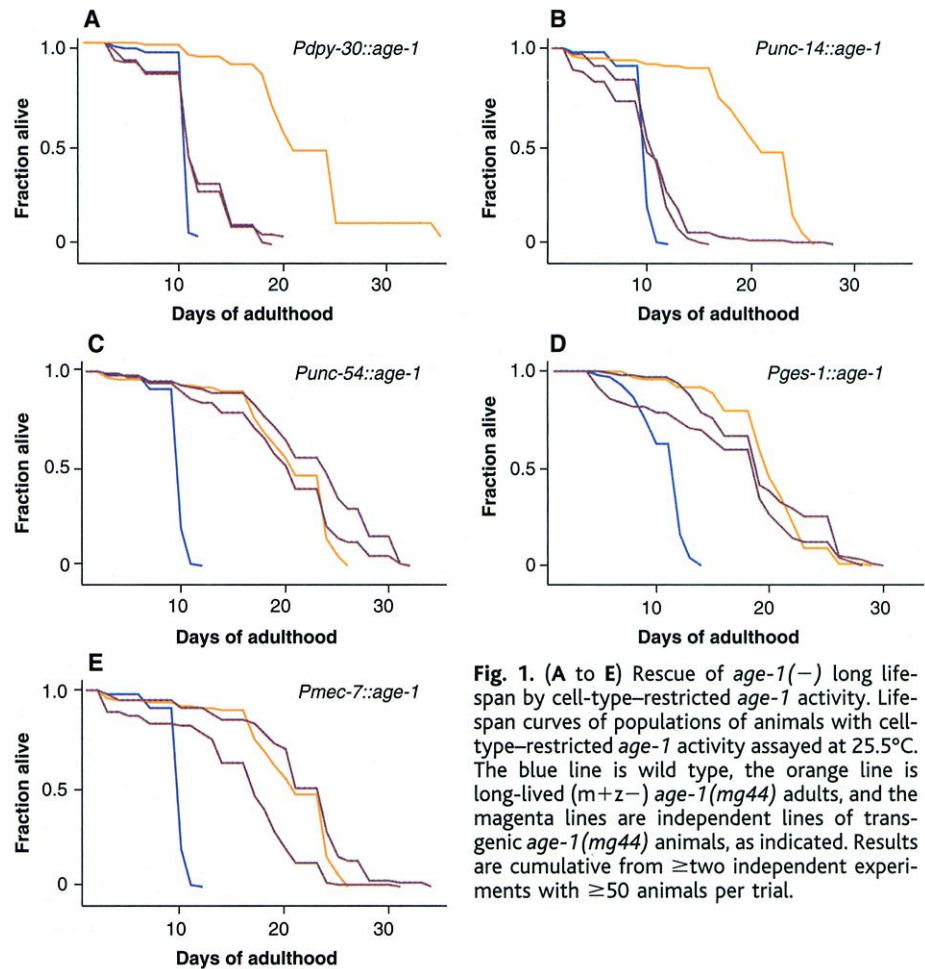 A
Pdpy-30::age-1
1.0
0.5
0
Fraction alive
10
20
30
Days of adulthood
B
Punc-14::age-1
1.0
0.5
0
Fraction alive
10
20
30
Days of adulthood
C
Punc-54::age-1
1.0
0.5
0
Fraction alive
10
20
30
Days of adulthood
D
Pges-1::age-1
1.0
0.5
0
Fraction alive
10
20
30
Days of adulthood
E
Pmec-7::age-1
1.0
0.5
0
Fraction alive
10
20
30
Days of adulthood
Fig. 1. (A to E) Rescue of age-1(−) long life-
span by cell-type–restricted age-1 activity. Life-
span curves of populations of animals with cell-
type–restricted age-1 activity assayed at 25.5°C.
The blue line is wild type, the orange line is
long-lived (m+z−) age-1(mg44) adults, and the
magenta lines are independent lines of trans-
genic age-1(mg44) animals, as indicated. Results
are cumulative from ≥two independent experi-
ments with ≥50 animals per trial.